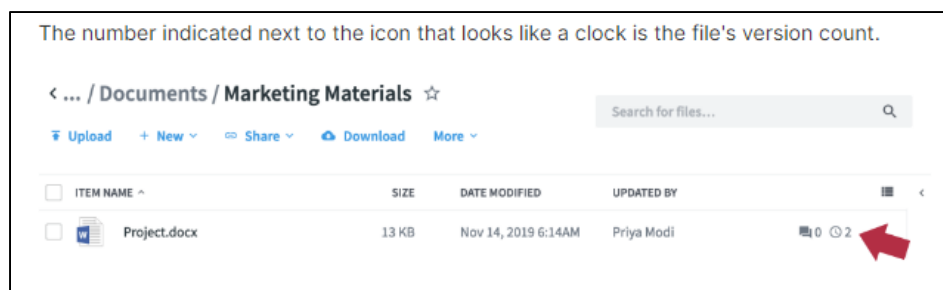 The number indicated next to the icon that looks like a clock is the file's version count.
< ... / Documents / Marketing Materials
Search for files...
Upload + New Share Download More
ITEM NAME SIZE DATE MODIFIED UPDATED BY
W Project.docx 13 KB Nov 14, 2019 6:14AM Priya Modi 0 2